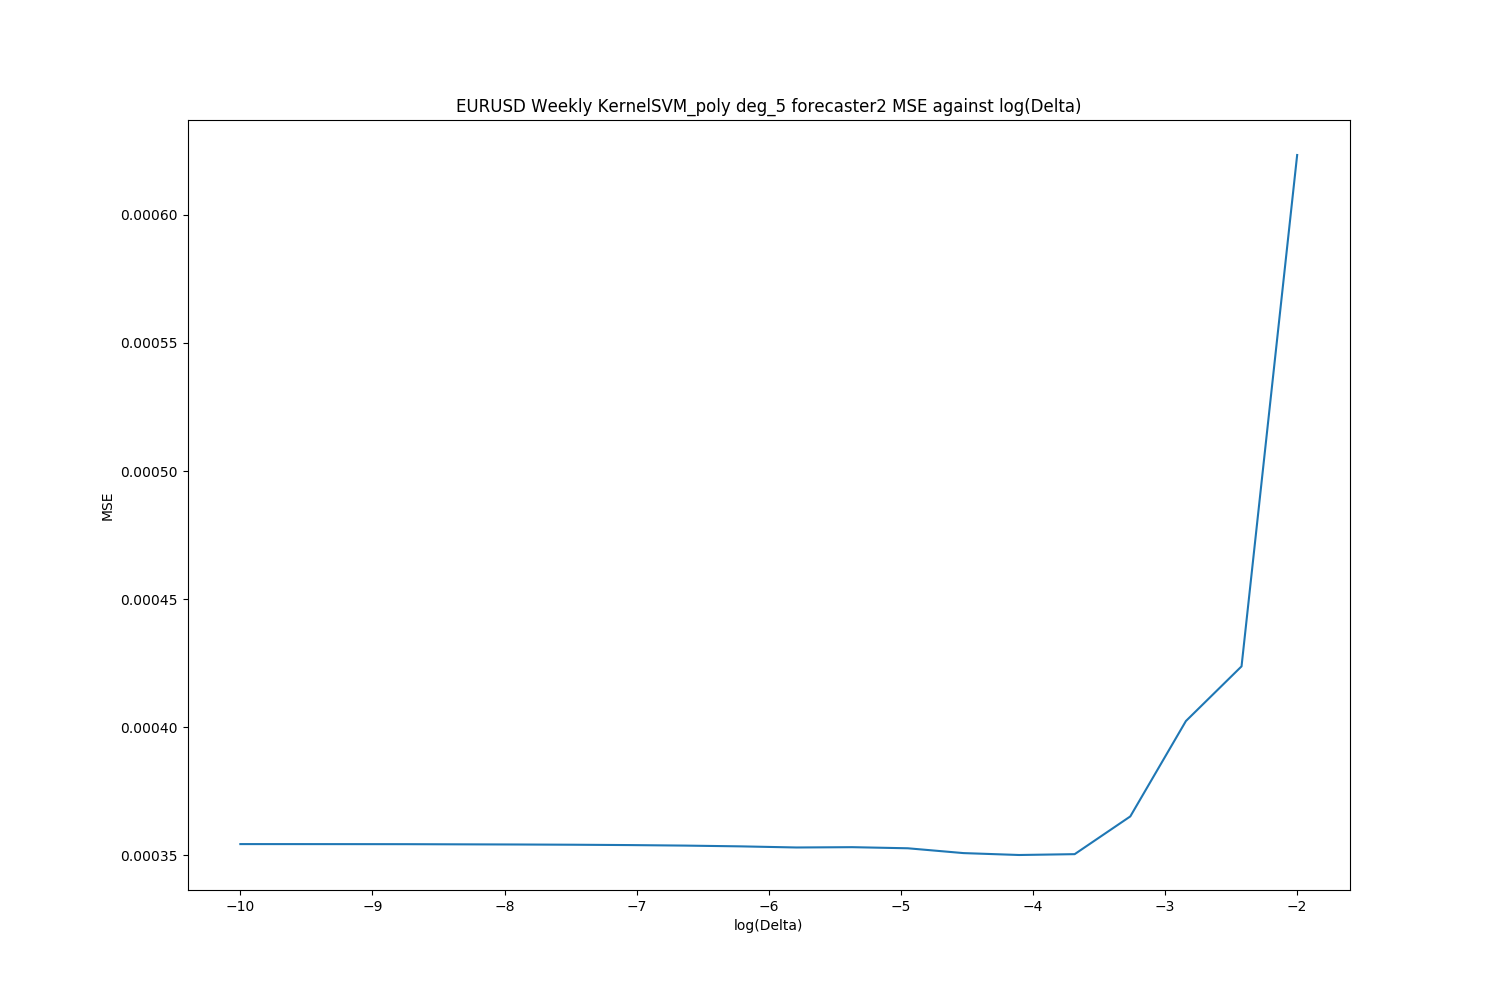 EURUSD Weekly KernelSVM_poly deg_5 forecaster2 MSE against log(Delta)
0.00060
0.00055
0.00050
MSE
0.00045
0.00040
0.00035
−10 −9 −8 −7 −6 −5 −4 −3 −2
log(Delta)